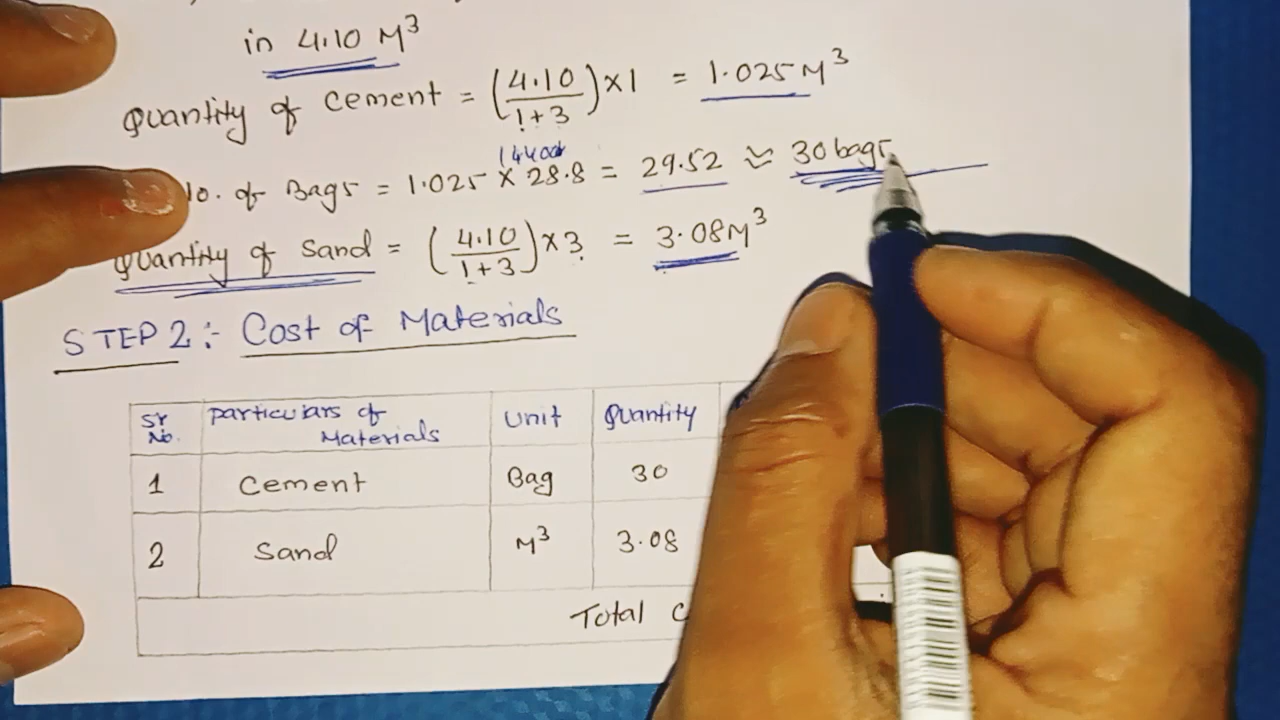 in 4.10 M³
Quantity of Cement = (4.10/1+3)×1 = 1.025 M³
No. of Bags = 1.025 × 28.8 = 29.52 ≈ 30 bags
Quantity of Sand = (4.10/1+3)×3 = 3.08 M³
STEP 2:- Cost of Materials
Sr No. Particulars of Materials Unit Quantity
1 Cement Bag 30
2 Sand M³ 3.08
Total